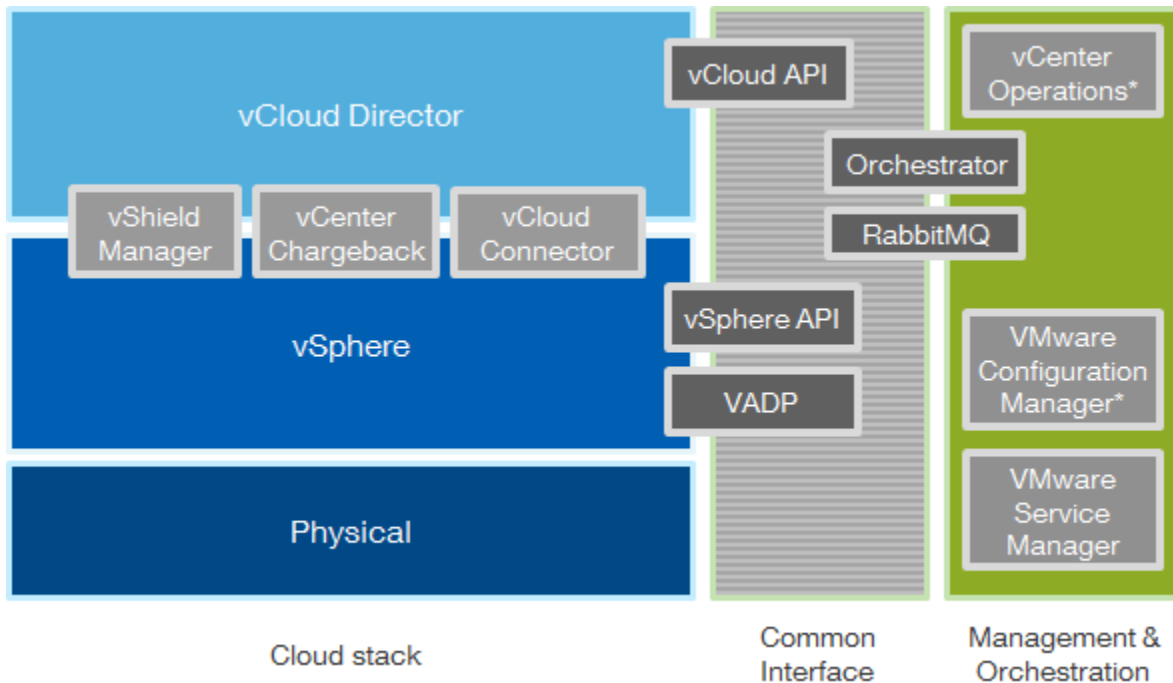 vCloud Director
vShield
Manager
vCenter
Chargeback
vCloud
Connector
vSphere
Physical
Cloud stack
vCloud API
Orchestrator
RabbitMQ
vSphere API
VADP
Common
Interface
vCenter
Operations*
VMware
Configuration
Manager*
VMware
Service
Manager
Management &
Orchestration